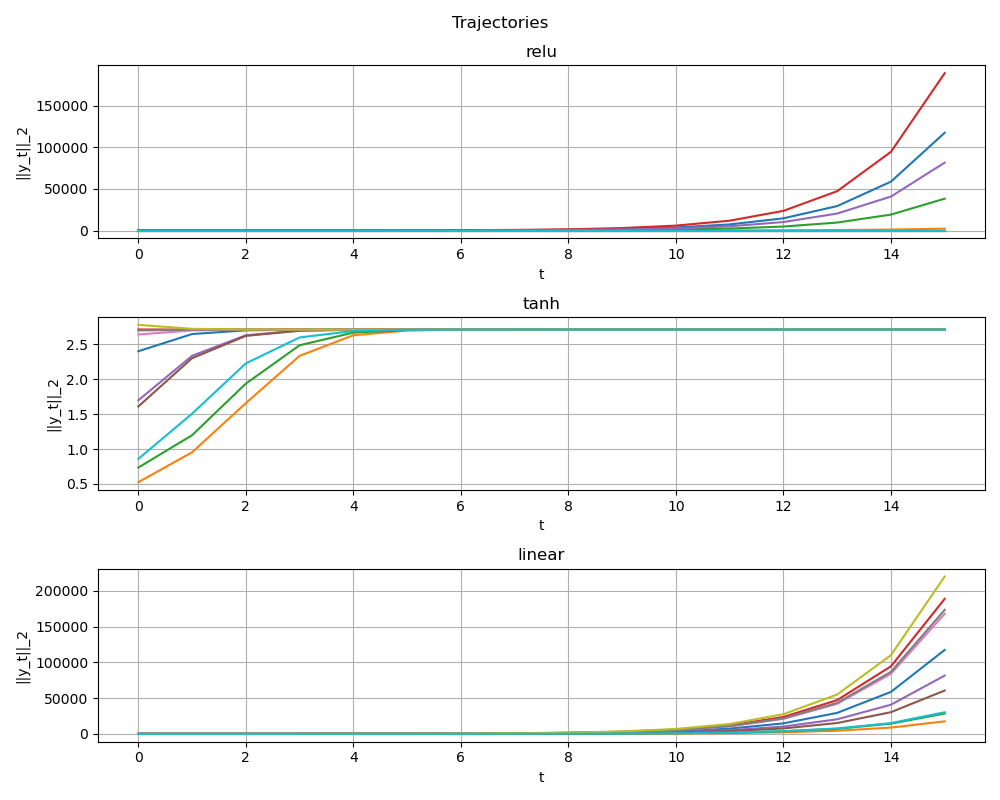 Trajectories
relu
150000
100000
50000
0
||y_t||_2
0 2 4 6 8 10 12 14
t
tanh
2.5
2.0
1.5
1.0
0.5
||y_t||_2
0 2 4 6 8 10 12 14
t
linear
200000
150000
100000
50000
0
||y_t||_2
0 2 4 6 8 10 12 14
t